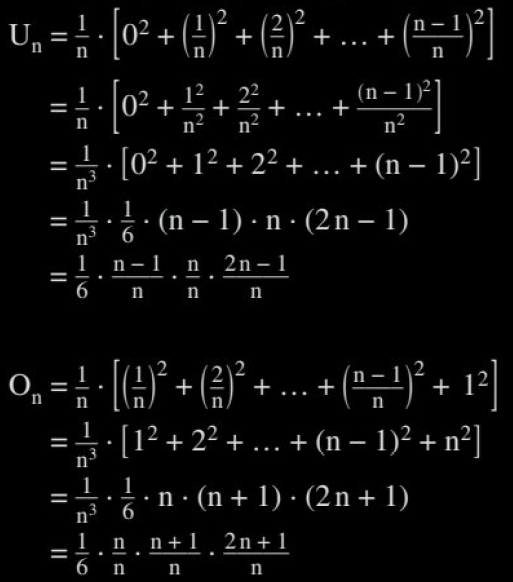 Uₙ = 1/n · [0² + (1/n)² + (2/n)² + … + ((n − 1)/n)²]
= 1/n · [0² + 1²/n² + 2²/n² + … + (n − 1)²/n²]
= 1/n³ · [0² + 1² + 2² + … + (n − 1)²]
= 1/n³ · 1/6 · (n − 1) · n · (2n − 1)
= 1/6 · (n − 1)/n · n/n · (2n − 1)/n
Oₙ = 1/n · [(1/n)² + (2/n)² + … + ((n − 1)/n)² + 1²]
= 1/n³ · [1² + 2² + … + (n − 1)² + n²]
= 1/n³ · 1/6 · n · (n + 1) · (2n + 1)
= 1/6 · n/n · (n + 1)/n · (2n + 1)/n